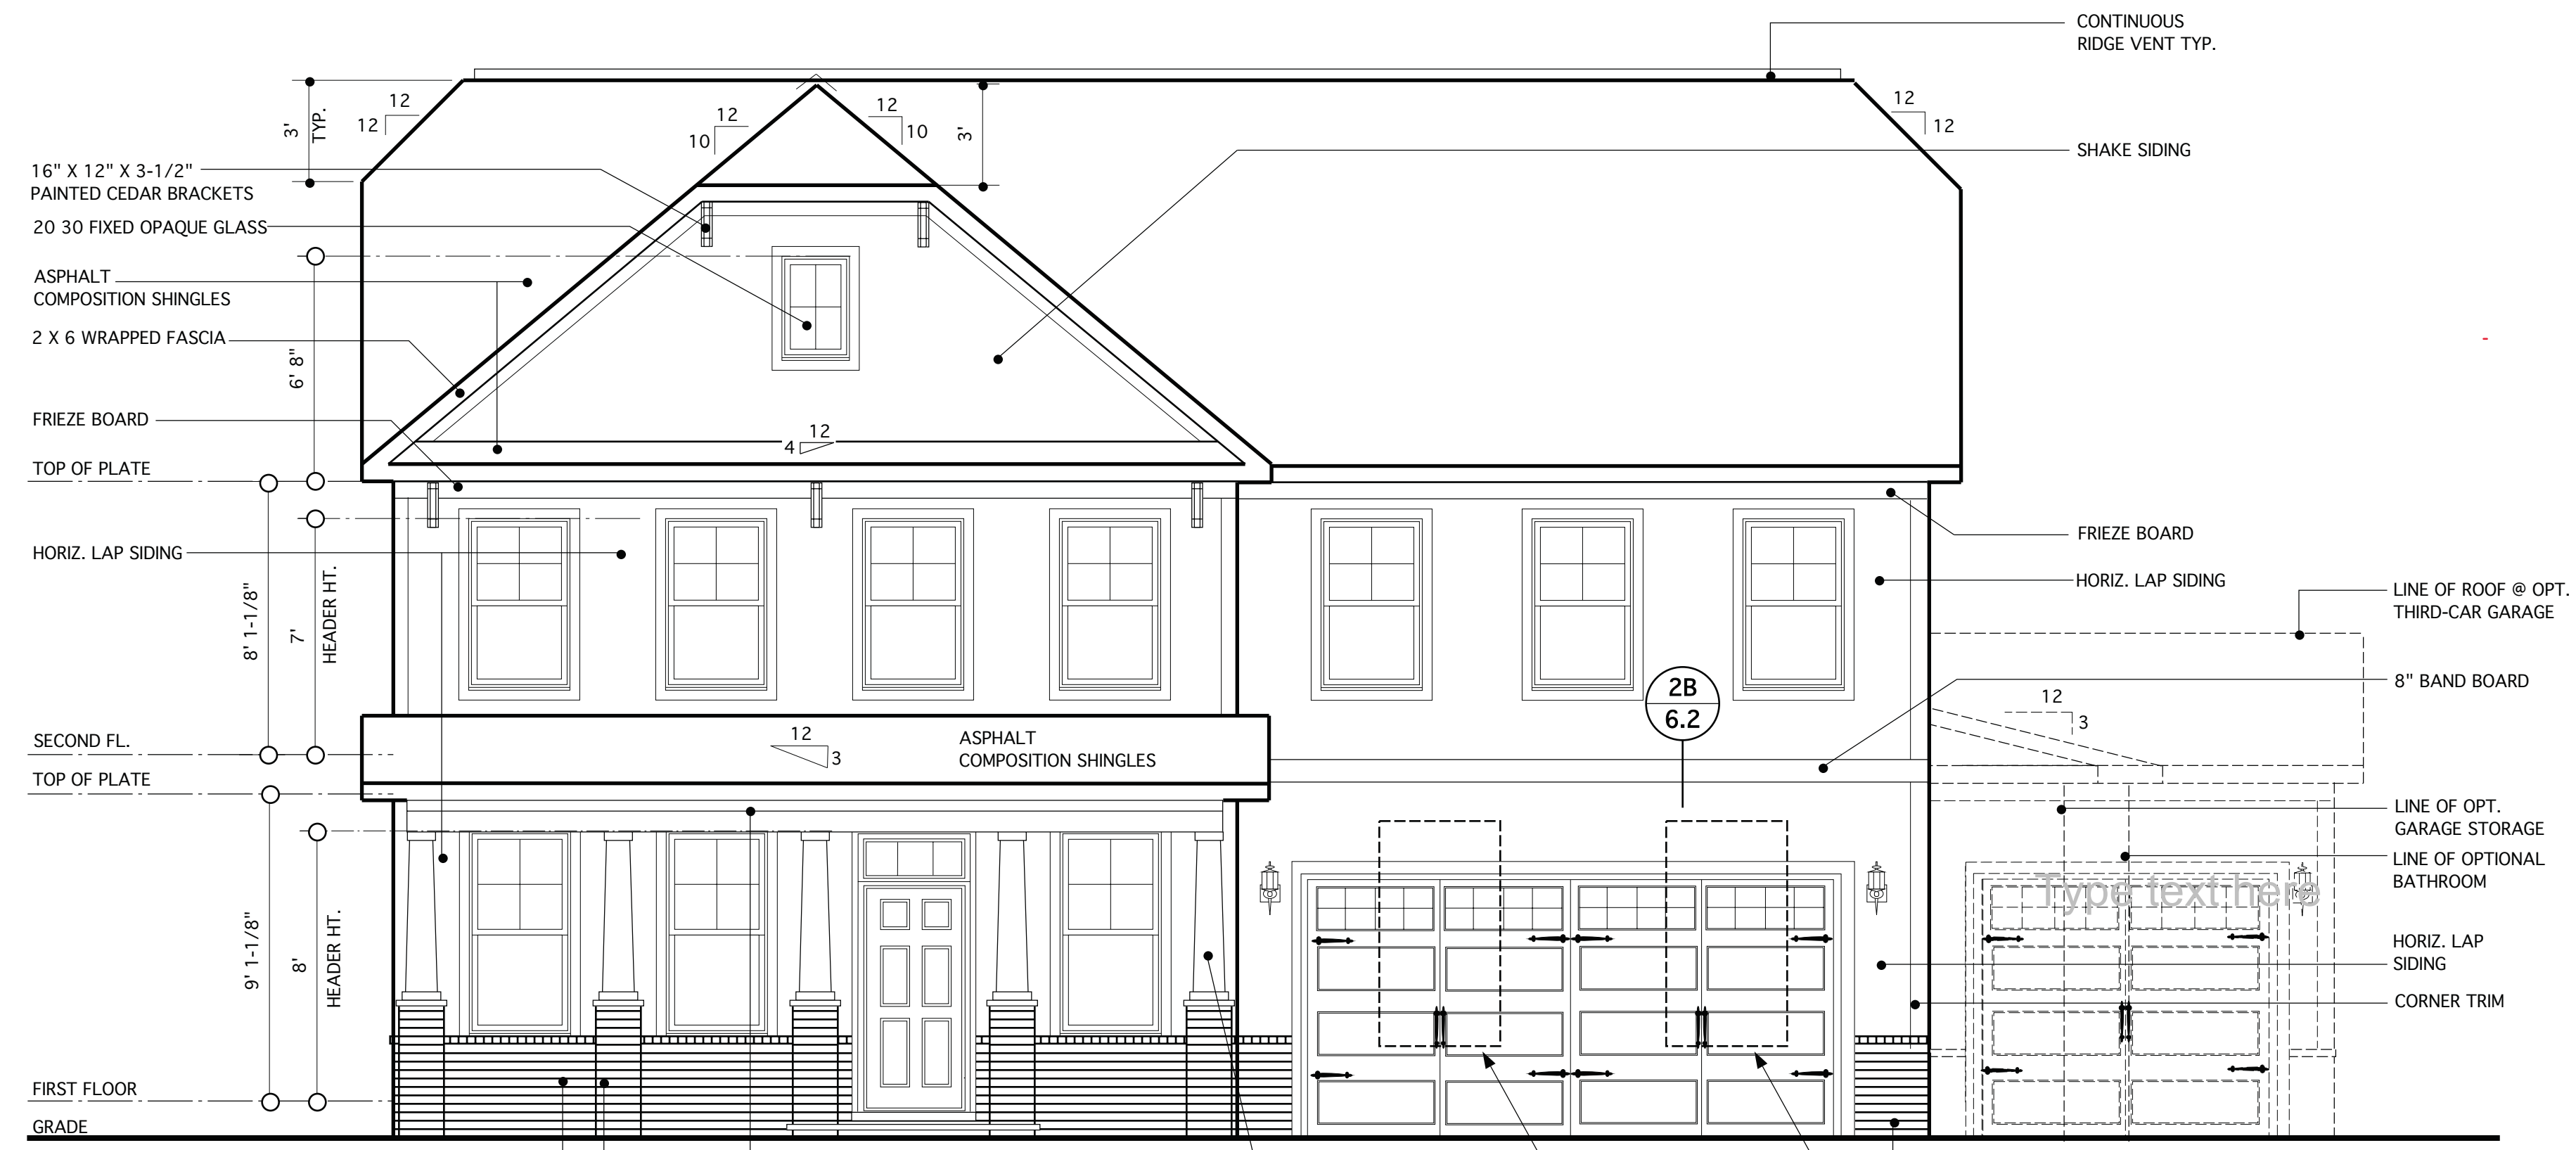 CONTINUOUS
RIDGE VENT TYP.
12
12
3'
TYP.
12
10
12
10
3'
12
12
SHAKE SIDING
16" X 12" X 3-1/2"
PAINTED CEDAR BRACKETS
20 30 FIXED OPAQUE GLASS
ASPHALT
COMPOSITION SHINGLES
2 X 6 WRAPPED FASCIA
6' 8"
FRIEZE BOARD
12
4
TOP OF PLATE
HORIZ. LAP SIDING
8' 1-1/8"
7'
HEADER HT.
FRIEZE BOARD
HORIZ. LAP SIDING
LINE OF ROOF @ OPT.
THIRD-CAR GARAGE
8" BAND BOARD
2B
6.2
12
3
SECOND FL.
12
3
ASPHALT
COMPOSITION SHINGLES
TOP OF PLATE
LINE OF OPT.
GARAGE STORAGE
LINE OF OPTIONAL
BATHROOM
Type text here
9' 1-1/8"
8'
HEADER HT.
HORIZ. LAP
SIDING
CORNER TRIM
FIRST FLOOR
GRADE